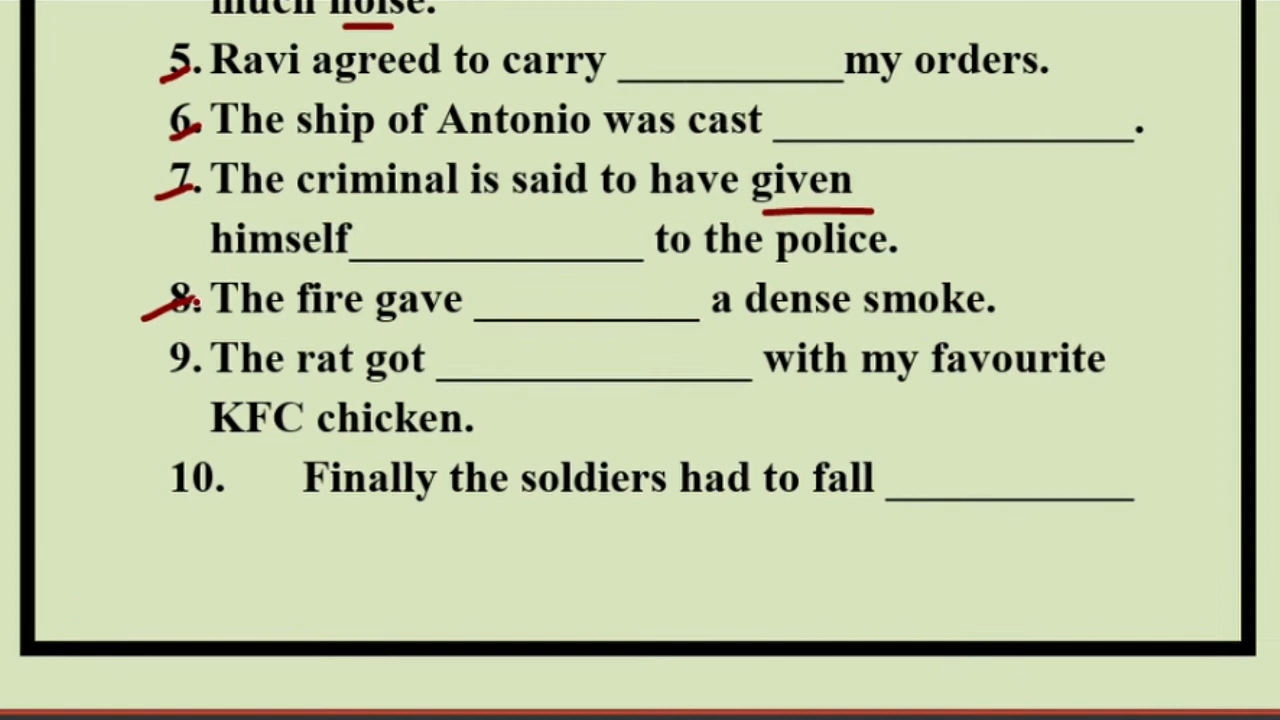 much noise.
5. Ravi agreed to carry __________my orders.
6. The ship of Antonio was cast ________________.
7. The criminal is said to have given
himself_____________ to the police.
8. The fire gave __________ a dense smoke.
9. The rat got ______________ with my favourite
KFC chicken.
10. Finally the soldiers had to fall ___________